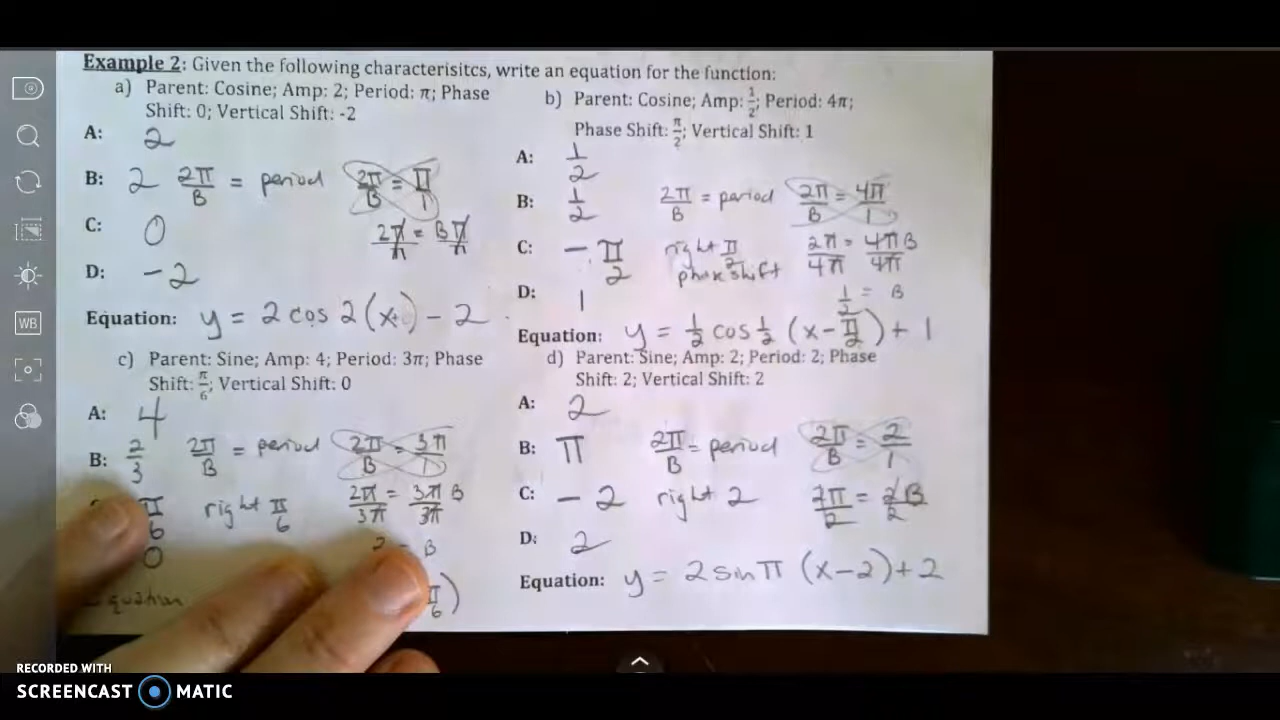 Example 2: Given the following characterisitcs, write an equation for the function:
a) Parent: Cosine; Amp: 2; Period: π; Phase
Shift: 0; Vertical Shift: -2
A: 2
B: 2 2π/B = period 2π/B = π/1
2π/π = Bπ/π
C: 0
D: -2
Equation: y = 2 cos 2(x+0) - 2
b) Parent: Cosine; Amp: 1/2; Period: 4π;
Phase Shift: π/2; Vertical Shift: 1
A: 1/2
B: 1/2 2π/B = period 2π/B = 4π/1
C: - π/2 right π/2 2π/4π = 4πB/4π
phase shift
D: 1 1/2 = B
Equation: y = 1/2 cos 1/2 (x - π/2) + 1
c) Parent: Sine; Amp: 4; Period: 3π; Phase
Shift: π/6; Vertical Shift: 0
A: 4
B: 2/3 2π/B = period 2π/B = 3π/1
π/6 right π/6 2π/3π = 3πB/3π
0 2 = B
Equation π/6)
d) Parent: Sine; Amp: 2; Period: 2; Phase
Shift: 2; Vertical Shift: 2
A: 2
B: π 2π/B = period 2π/B = 2/1
C: - 2 right 2 2π/2 = 2B/2
D: 2
Equation: y = 2 sin π (x - 2) + 2
WB
RECORDED WITH
SCREENCAST MATIC